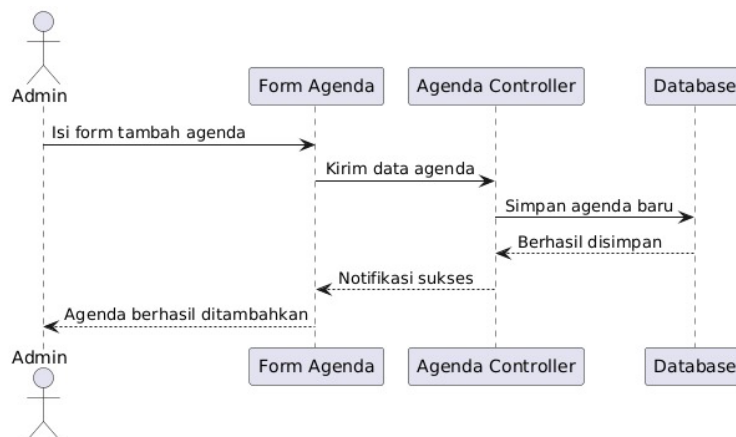 Admin
Form Agenda
Agenda Controller
Database
Isi form tambah agenda
Kirim data agenda
Simpan agenda baru
Berhasil disimpan
Notifikasi sukses
Agenda berhasil ditambahkan
Admin
Form Agenda
Agenda Controller
Database